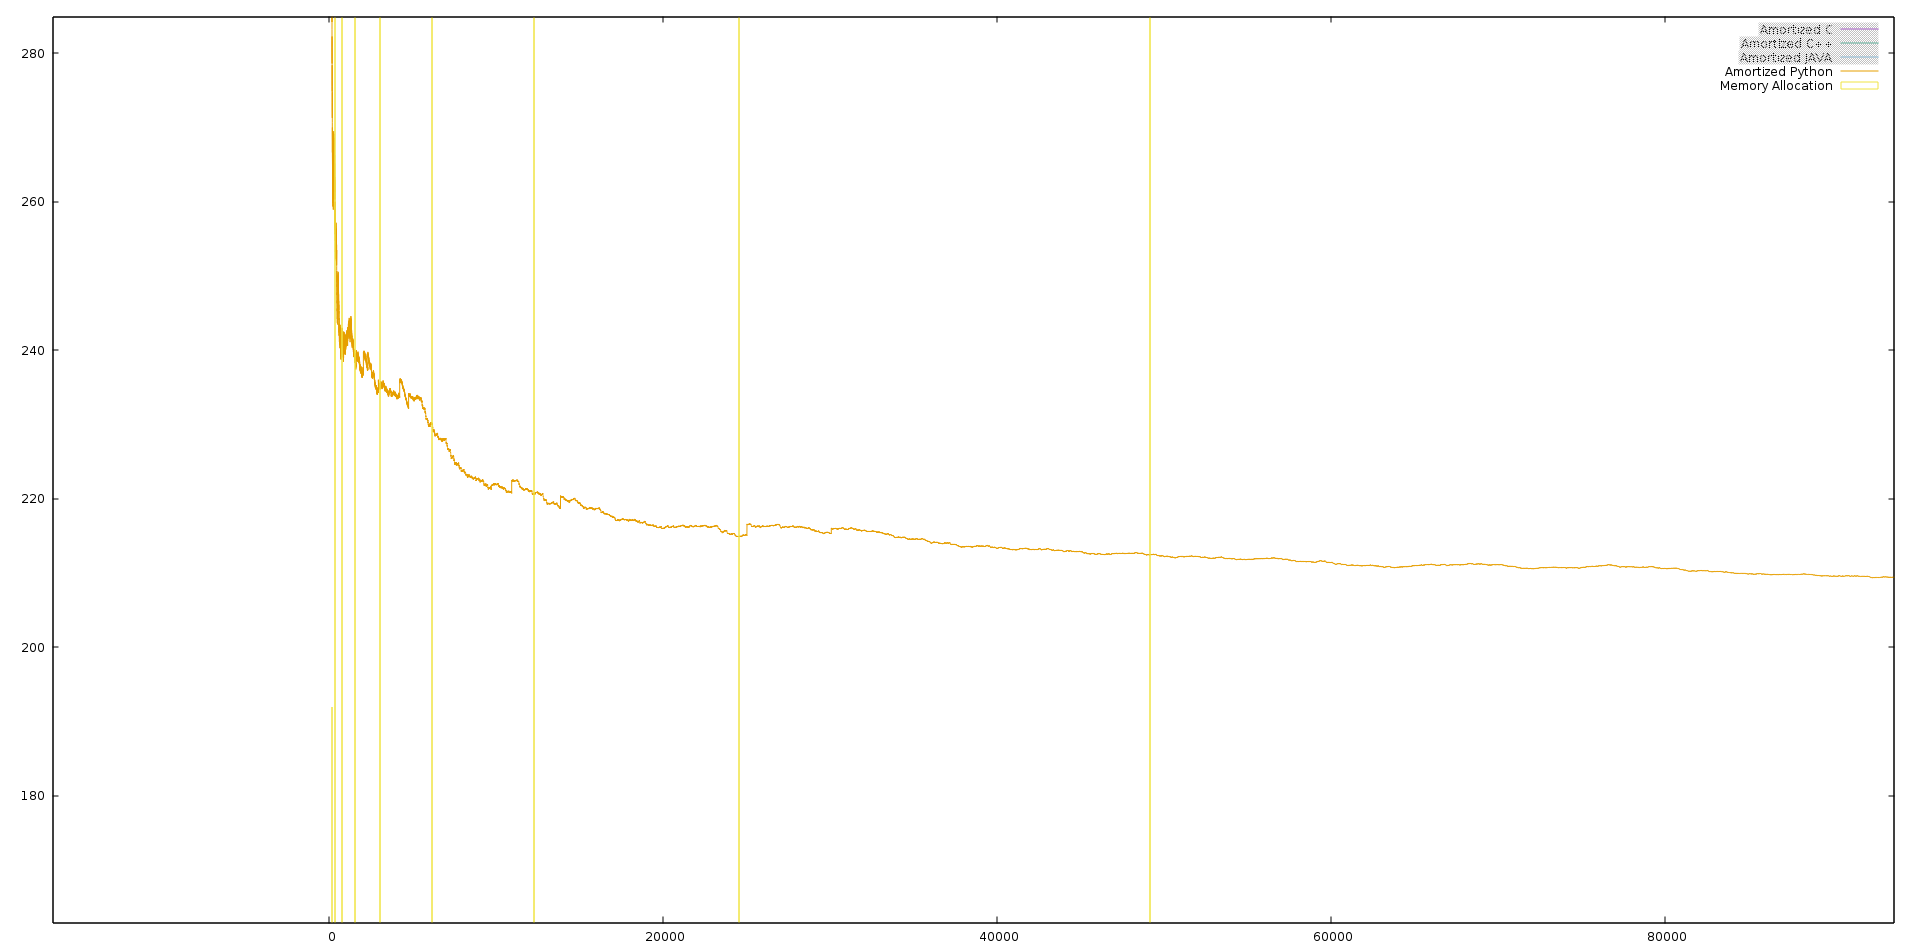 280
260
240
220
200
180
0 20000 40000 60000 80000
Amortized C
Amortized C++
Amortized JAVA
Amortized Python
Memory Allocation